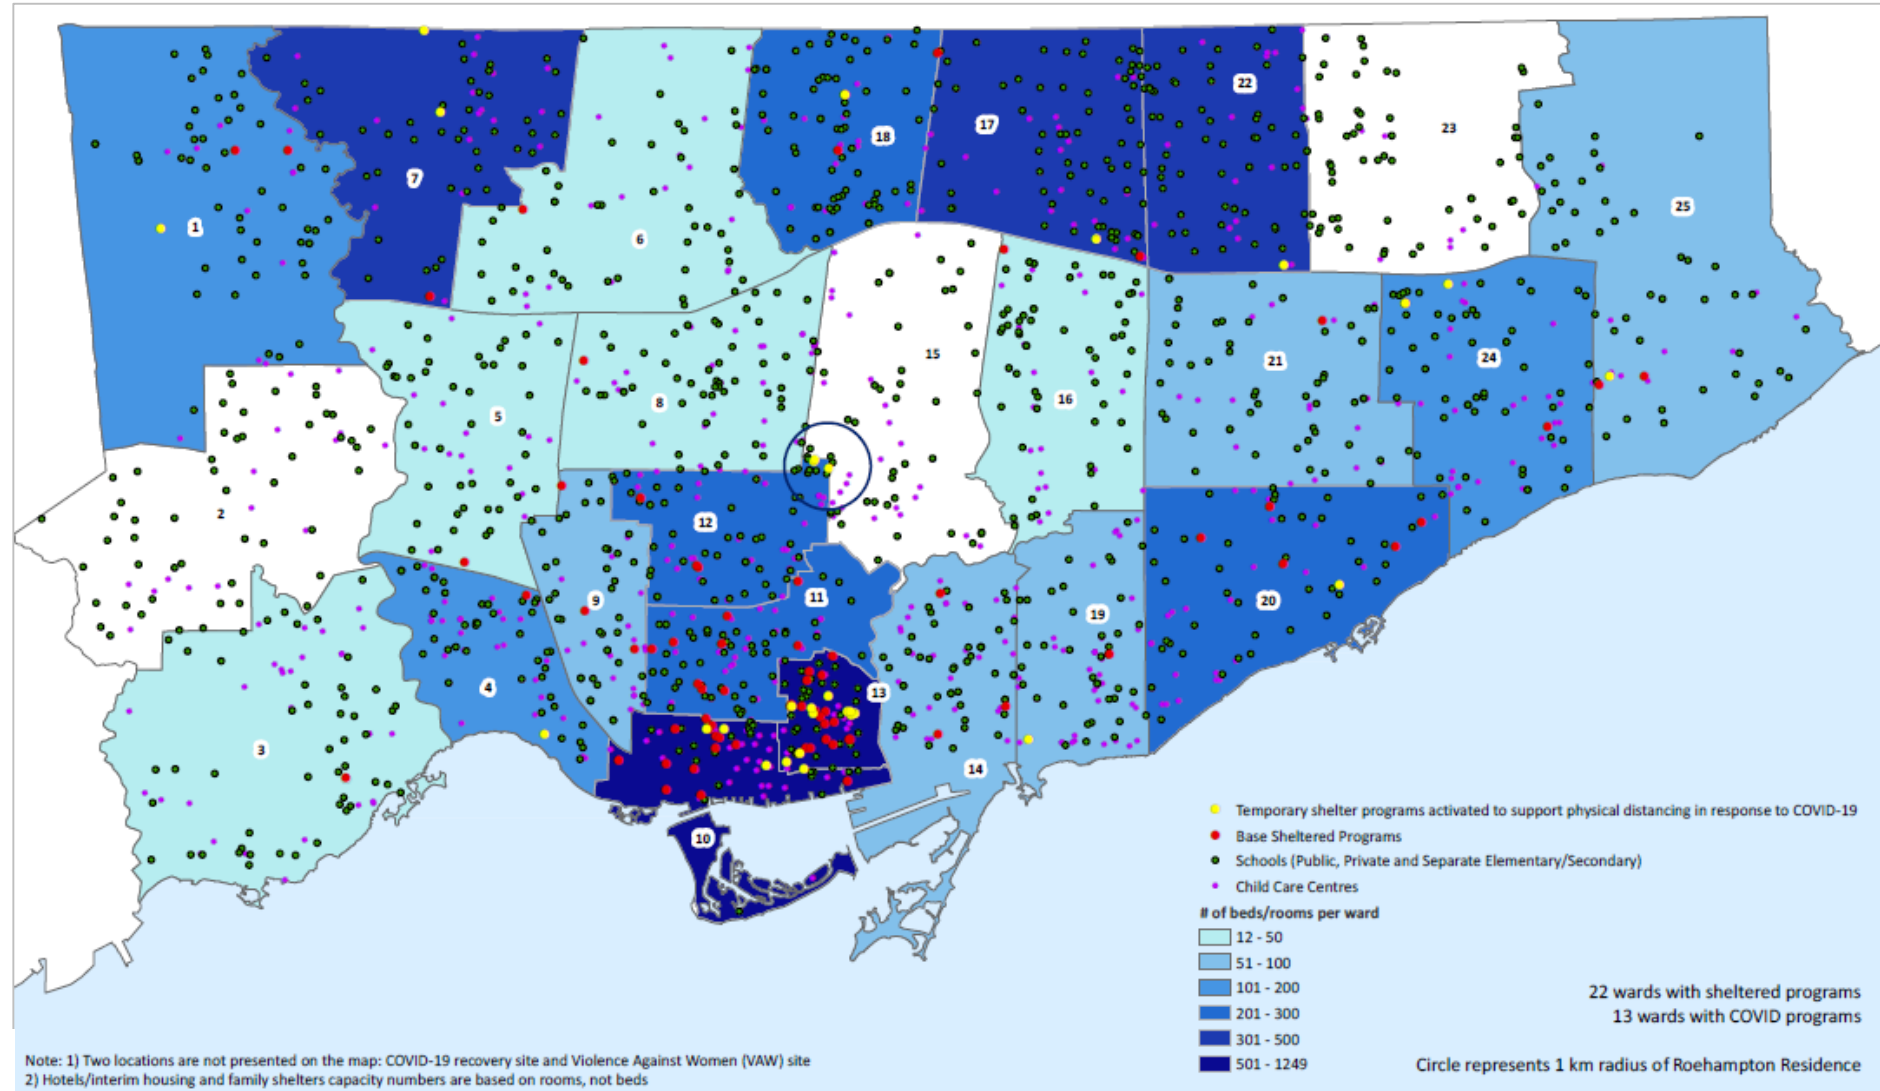 22
17
18
23
7
25
1
6
15
24
21
16
8
5
2
12
11
9
20
19
4
13
3
14
10
Temporary shelter programs activated to support physical distancing in response to COVID-19
Base Sheltered Programs
Schools (Public, Private and Separate Elementary/Secondary)
Child Care Centres
# of beds/rooms per ward
12 - 50
51 - 100
101 - 200
201 - 300
301 - 500
501 - 1249
22 wards with sheltered programs
13 wards with COVID programs
Circle represents 1 km radius of Roehampton Residence
Note: 1) Two locations are not presented on the map: COVID-19 recovery site and Violence Against Women (VAW) site
2) Hotels/interim housing and family shelters capacity numbers are based on rooms, not beds